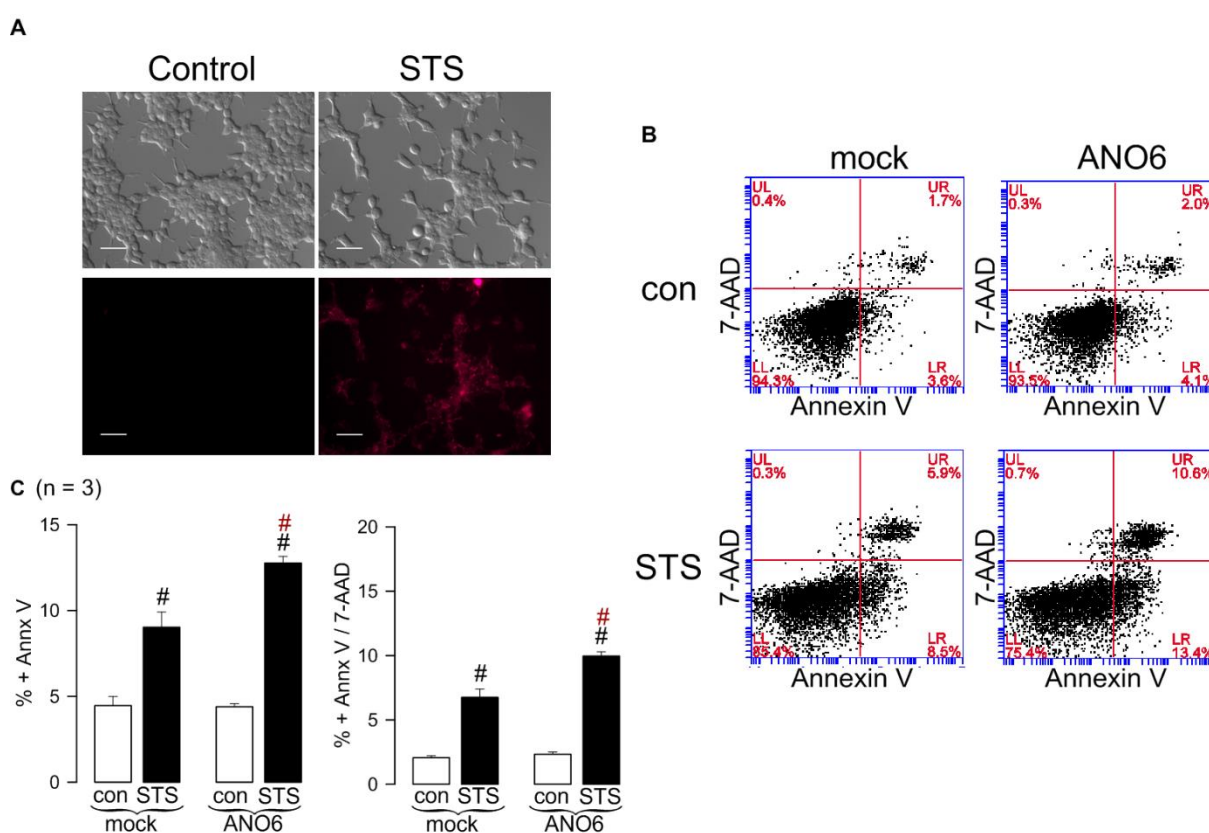 A
Control STS
B
mock ANO6
con
UL
0.4%
UR
1.7%
LL
94.3%
LR
3.6%
7-AAD
Annexin V
UL
0.3%
UR
2.0%
LL
93.5%
LR
4.1%
7-AAD
Annexin V
STS
UL
0.3%
UR
5.9%
LL
85.4%
LR
8.5%
7-AAD
Annexin V
UL
0.7%
UR
10.6%
LL
75.4%
LR
13.4%
7-AAD
Annexin V
C (n = 3)
% + Annx V
15
10
5
0
#
#
#
con STS con STS
mock ANO6
% + Annx V / 7-AAD
20
15
10
5
0
#
#
#
con STS con STS
mock ANO6